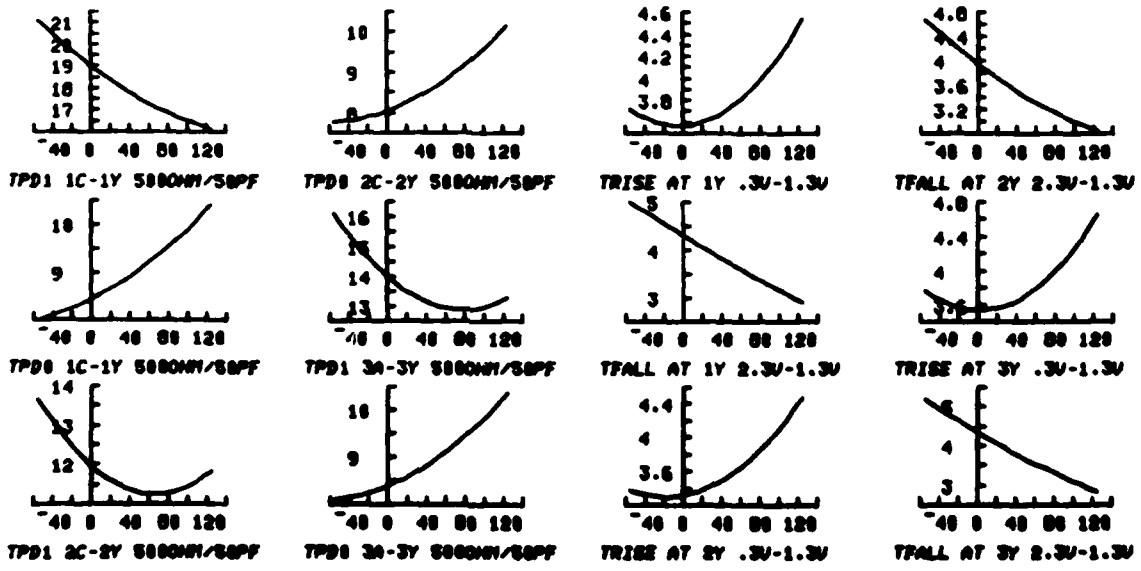 21
20
19
18
17
-40 0 40 80 120
TPD1 1C-1Y 500OHM/50PF
10
9
8
-40 0 40 80 120
TPD0 2C-2Y 500OHM/50PF
4.6
4.4
4.2
4
3.8
-40 0 40 80 120
TRISE AT 1Y .3V-1.3V
4.8
4.4
4
3.6
3.2
-40 0 40 80 120
TFALL AT 2Y 2.3V-1.3V
10
9
-40 0 40 80 120
TPD0 1C-1Y 500OHM/50PF
16
15
14
13
-40 0 40 80 120
TPD1 3A-3Y 500OHM/50PF
5
4
3
-40 0 40 80 120
TFALL AT 1Y 2.3V-1.3V
4.8
4.4
4
3.6
-40 0 40 80 120
TRISE AT 3Y .3V-1.3V
14
13
12
-40 0 40 80 120
TPD1 2C-2Y 500OHM/50PF
10
9
-40 0 40 80 120
TPD0 3A-3Y 500OHM/50PF
4.4
4
3.6
-40 0 40 80 120
TRISE AT 2Y .3V-1.3V
4
3
-40 0 40 80 120
TFALL AT 3Y 2.3V-1.3V